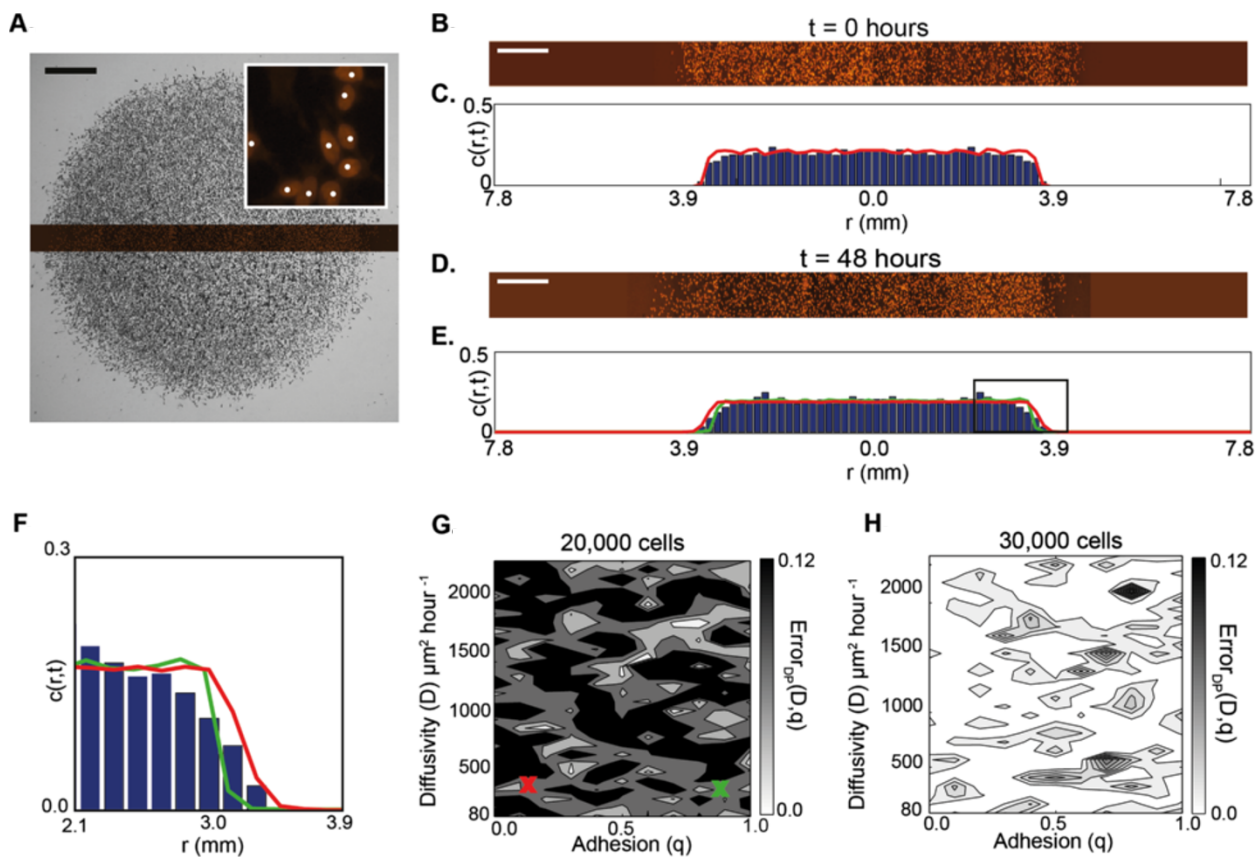 A
B
t = 0 hours
C.
0.5
c(r,t)
0
7.8
3.9
0.0
3.9
7.8
r (mm)
D.
t = 48 hours
E.
0.5
c(r,t)
0
7.8
3.9
0.0
3.9
7.8
r (mm)
F
0.3
c(r,t)
0.0
2.1
3.0
3.9
r (mm)
G
20,000 cells
Diffusivity (D) µm² hour⁻¹
2000
1500
1000
500
80
0.0
0.5
1.0
Adhesion (q)
0.12
0.0
Error_DP(D,q)
H
30,000 cells
Diffusivity (D) µm² hour⁻¹
2000
1500
1000
500
80
0.0
0.5
1.0
Adhesion (q)
0.12
0.0
Error_DP(D,q)